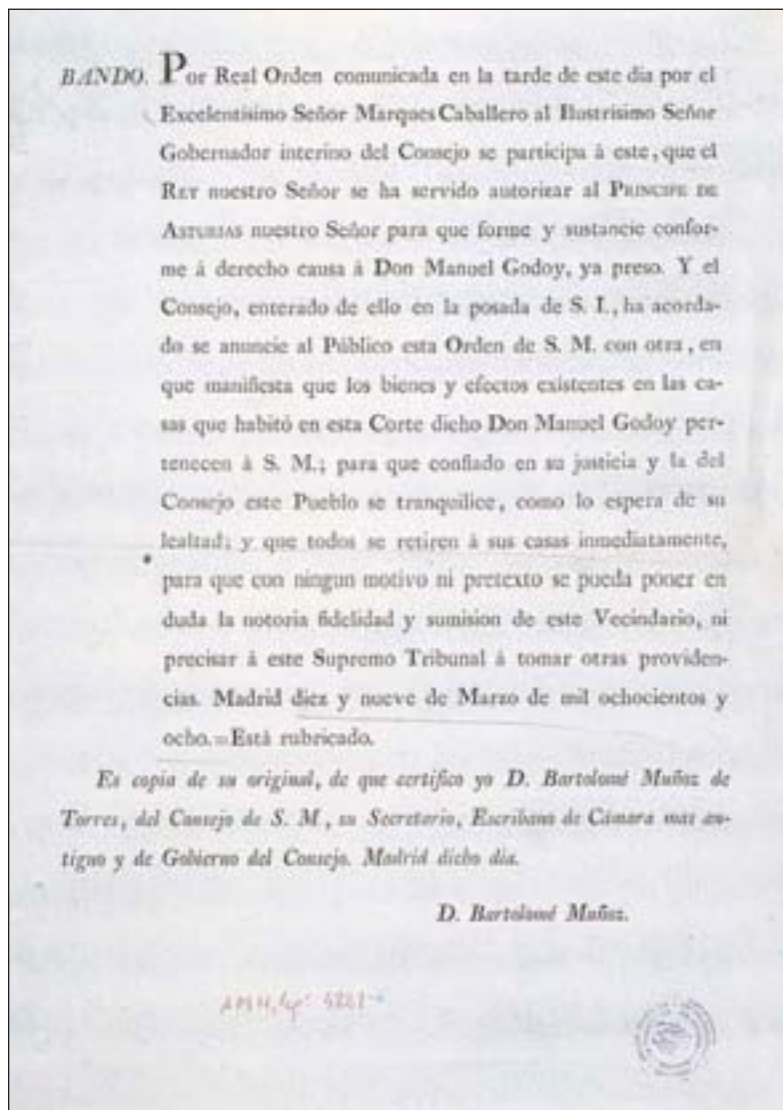 BANDO. Por Real Orden comunicada en la tarde de este dia por el
Excelentísimo Señor Marques Caballero al Ilustrísimo Señor
Gobernador interino del Consejo se participa á este, que el
REY nuestro Señor se ha servido autorizar al PRINCIPE DE
ASTURIAS nuestro Señor para que forme y sustancie confor-
me á derecho causa á Don Manuel Godoy, ya preso. Y el
Consejo, enterado de ello en la posada de S. I., ha acorda-
do se anuncie al Público esta Orden de S. M. con otra, en
que manifiesta que los bienes y efectos existentes en las ca-
sas que habitó en esta Corte dicho Don Manuel Godoy per-
tenecen á S. M.; para que confiado en su justicia y la del
Consejo este Pueblo se tranquilice, como lo espera de su
lealtad; y que todos se retiren á sus casas inmediatamente,
para que con ningun motivo ni pretexto se pueda poner en
duda la notoria fidelidad y sumision de este Vecindario, ni
precisar á este Supremo Tribunal á tomar otras providen-
cias. Madrid diez y nueve de Marzo de mil ochocientos y
ocho.=Está rubricado.
Es copia de su original, de que certifico yo D. Bartolomé Muñoz de
Torres, del Consejo de S. M., su Secretario, Escribano de Cámara mas an-
tiguo y de Gobierno del Consejo. Madrid dicho dia.
D. Bartolomé Muñoz.